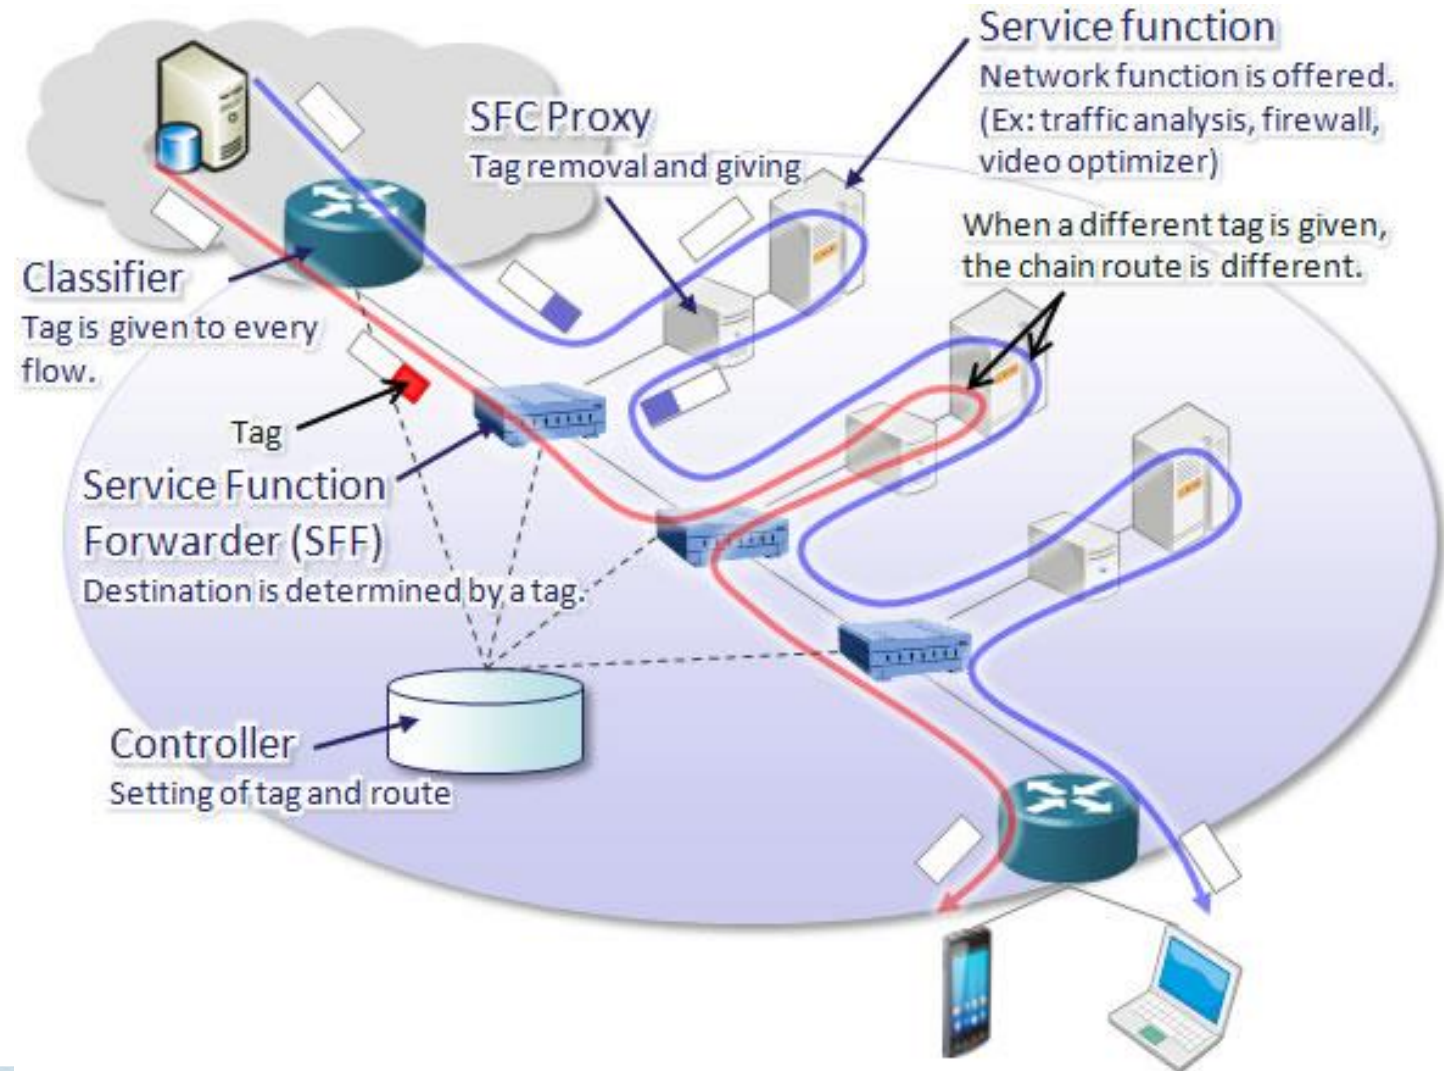 Service function
Network function is offered.
(Ex: traffic analysis, firewall,
video optimizer)
SFC Proxy
Tag removal and giving
When a different tag is given,
the chain route is different.
Classifier
Tag is given to every
flow.
Tag
Service Function
Forwarder (SFF)
Destination is determined by a tag.
Controller
Setting of tag and route